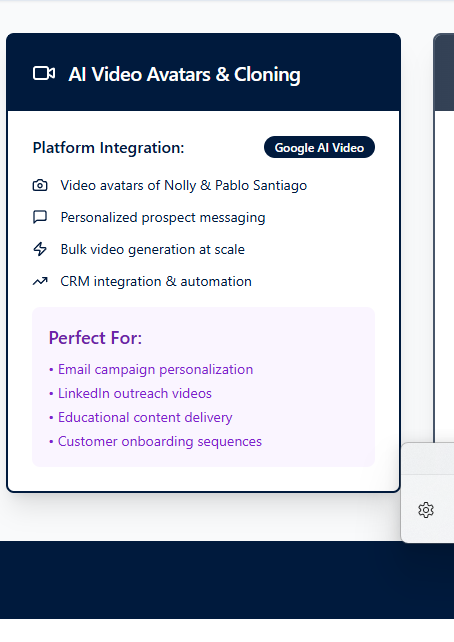 AI Video Avatars & Cloning
Platform Integration:
Google AI Video
Video avatars of Nolly & Pablo Santiago
Personalized prospect messaging
Bulk video generation at scale
CRM integration & automation
Perfect For:
• Email campaign personalization
• LinkedIn outreach videos
• Educational content delivery
• Customer onboarding sequences